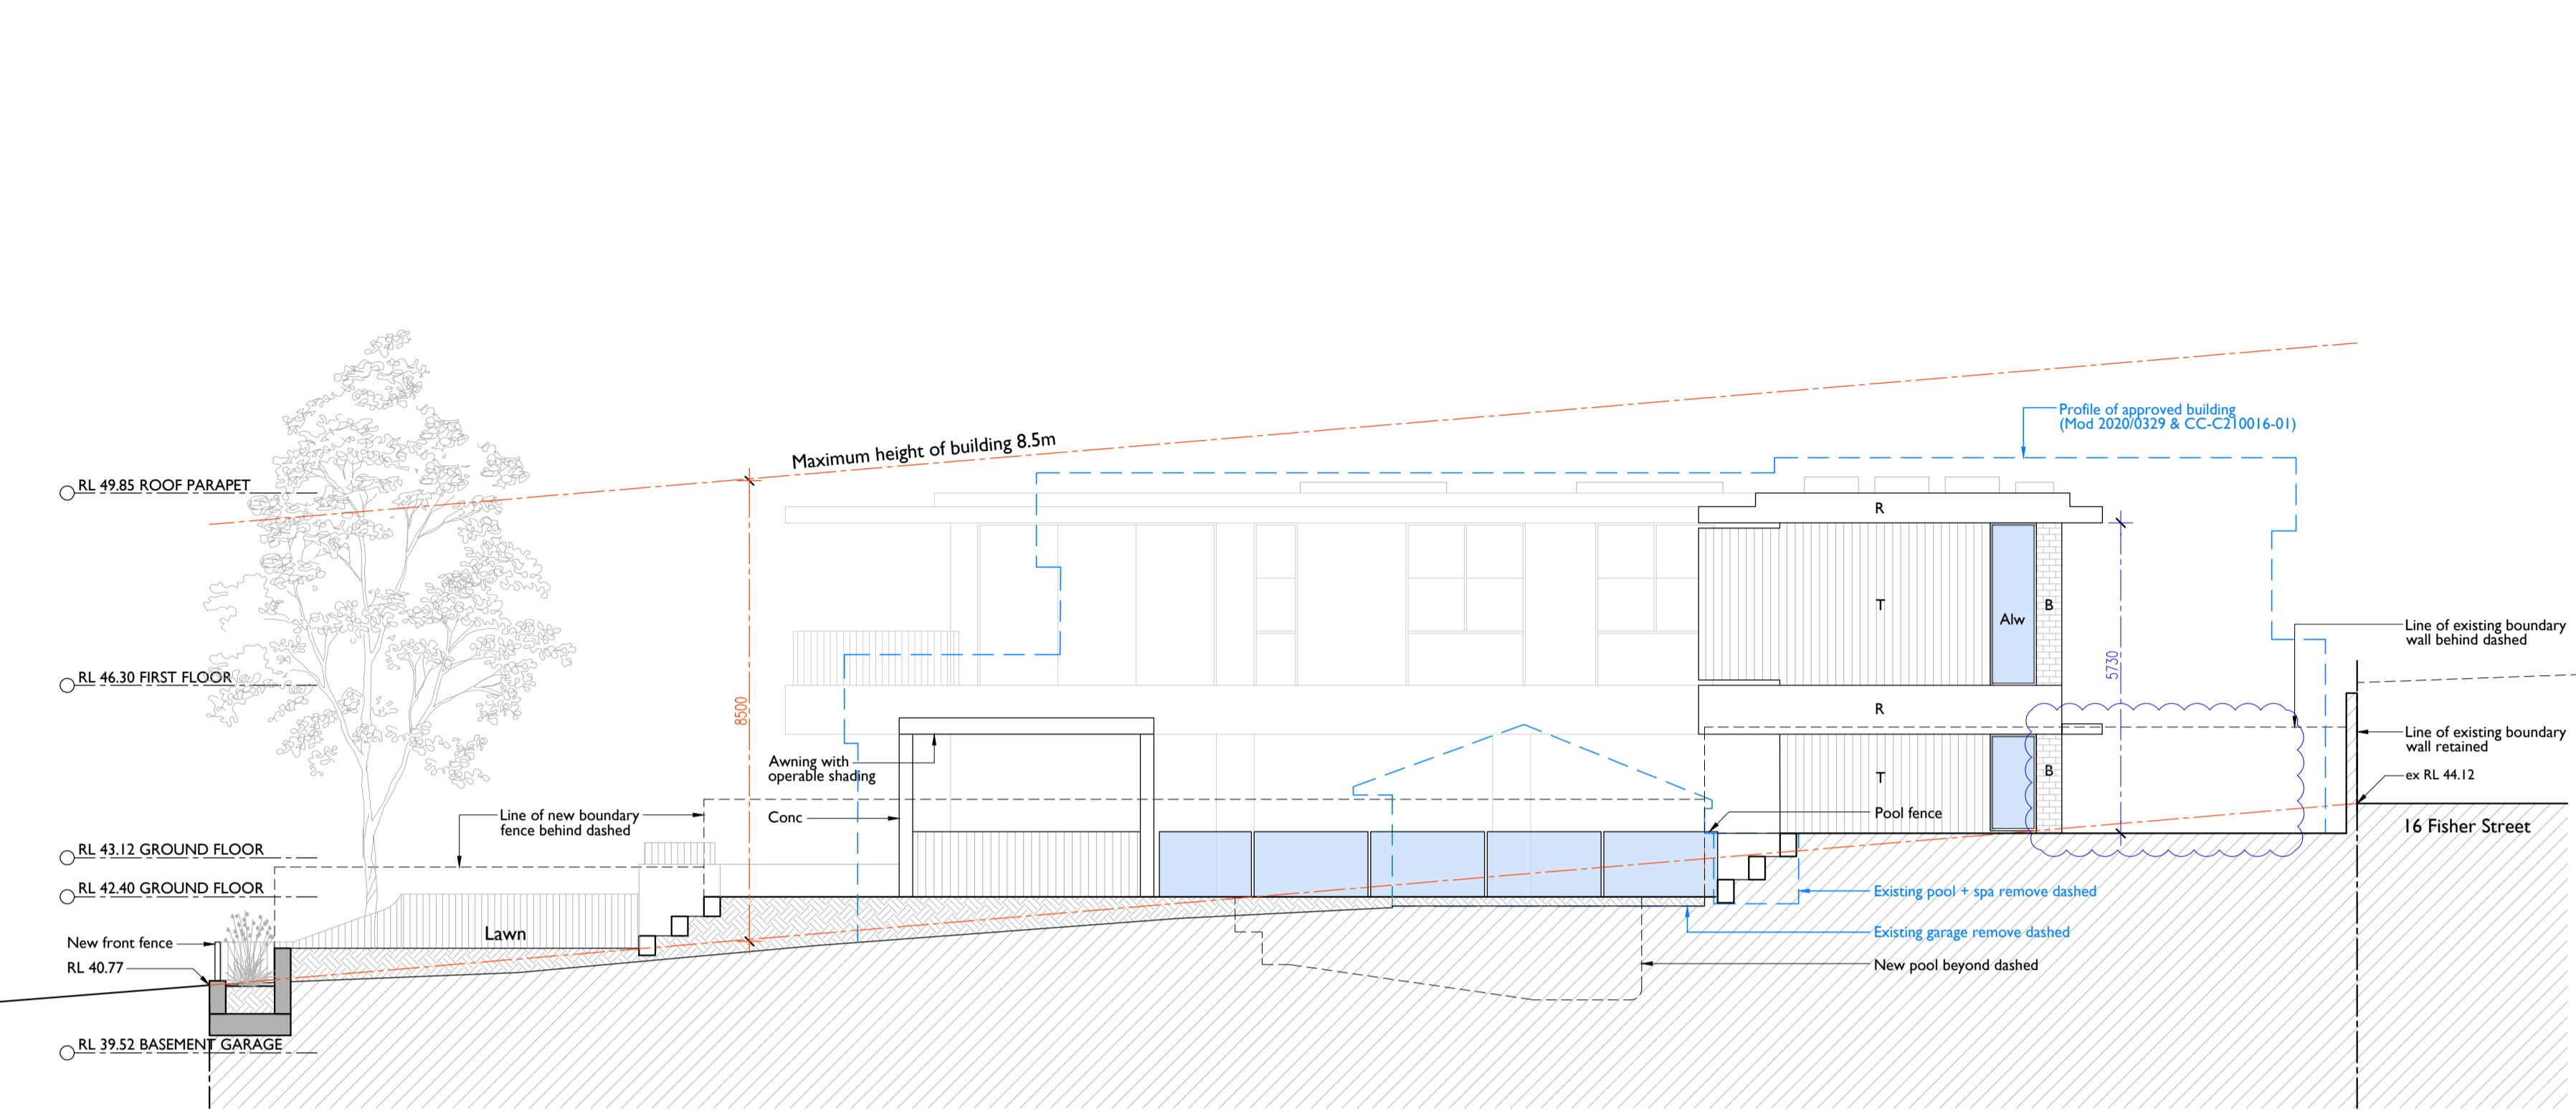 Maximum height of building 8.5m
Profile of approved building
(Mod 2020/0329 & CC-C210016-01)
RL 49.85 ROOF PARAPET
R
T
Alw
B
Line of existing boundary
wall behind dashed
5730
RL 46.30 FIRST FLOOR
8500
R
Line of existing boundary
wall retained
Awning with
operable shading
T
B
ex RL 44.12
Line of new boundary
fence behind dashed
Conc
Pool fence
16 Fisher Street
RL 43.12 GROUND FLOOR
RL 42.40 GROUND FLOOR
Existing pool + spa remove dashed
Lawn
Existing garage remove dashed
New front fence
New pool beyond dashed
RL 40.77
RL 39.52 BASEMENT GARAGE